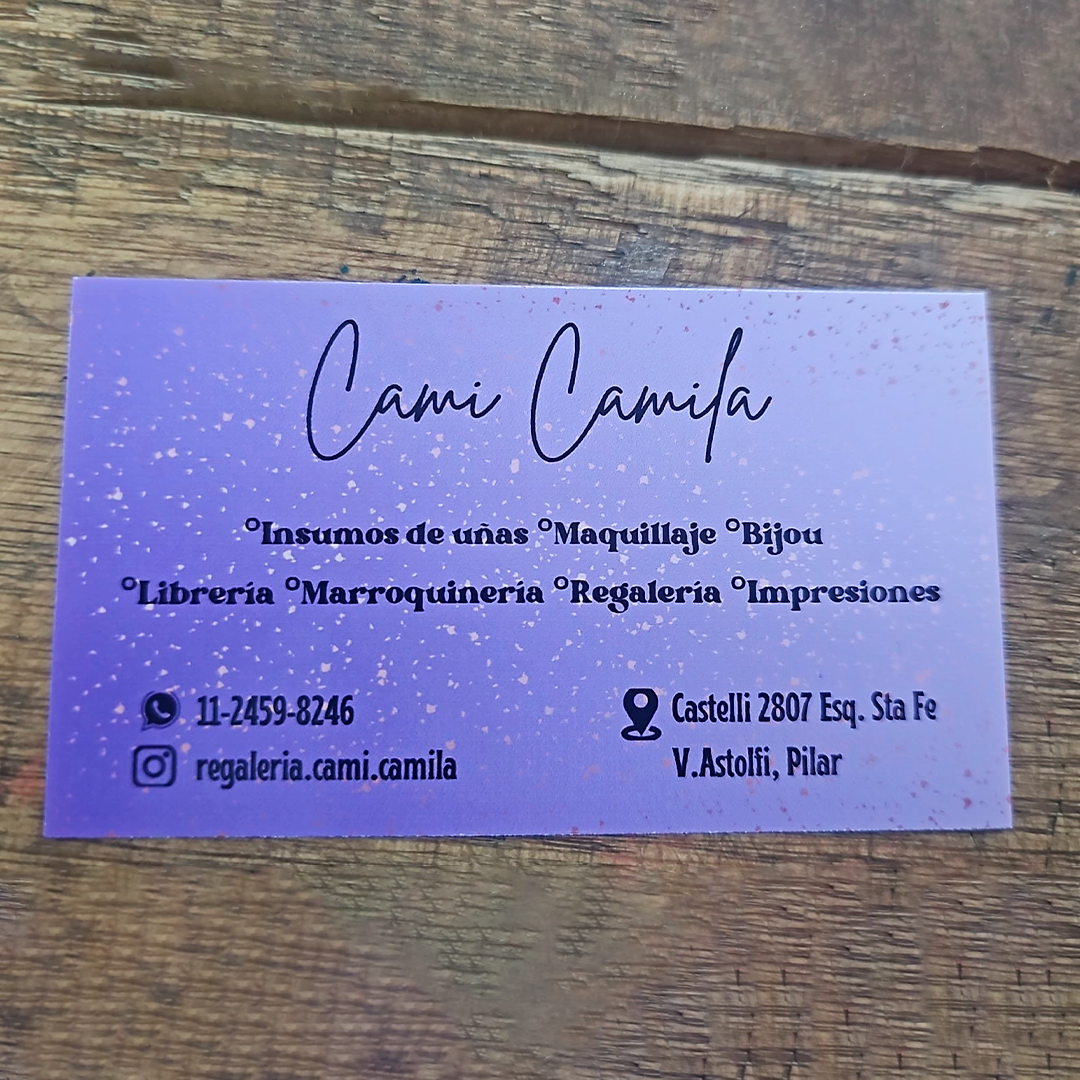 Cami Camila
°Insumos de uñas °Maquillaje °Bijou
°Librería °Marroquinería °Regalería °Impresiones
11-2459-8246
regaleria.cami.camila
Castelli 2807 Esq. Sta Fe
V.Astolfi, Pilar